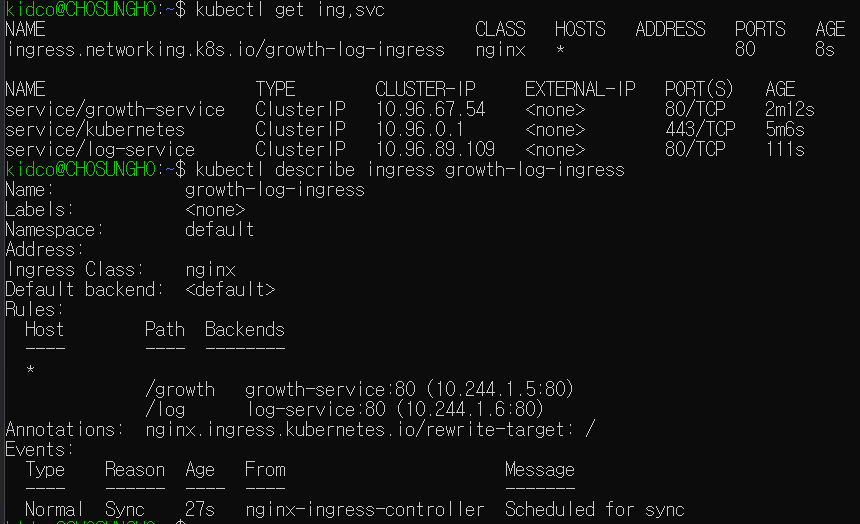 kidco@CHOSUNGHO:~$ kubectl get ing,svc
NAME CLASS HOSTS ADDRESS PORTS AGE
ingress.networking.k8s.io/growth-log-ingress nginx * 80 8s
NAME TYPE CLUSTER-IP EXTERNAL-IP PORT(S) AGE
service/growth-service ClusterIP 10.96.67.54 <none> 80/TCP 2m12s
service/kubernetes ClusterIP 10.96.0.1 <none> 443/TCP 5m6s
service/log-service ClusterIP 10.96.89.109 <none> 80/TCP 111s
kidco@CHOSUNGHO:~$ kubectl describe ingress growth-log-ingress
Name: growth-log-ingress
Labels: <none>
Namespace: default
Address:
Ingress Class: nginx
Default backend: <default>
Rules:
Host Path Backends
---- ---- --------
*
/growth growth-service:80 (10.244.1.5:80)
/log log-service:80 (10.244.1.6:80)
Annotations: nginx.ingress.kubernetes.io/rewrite-target: /
Events:
Type Reason Age From Message
---- ------ ---- ---- -------
Normal Sync 27s nginx-ingress-controller Scheduled for sync